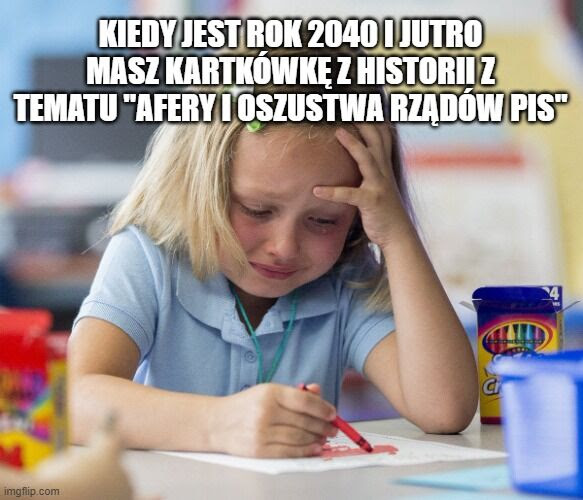 KIEDY JEST ROK 2040 I JUTRO
MASZ KARTKÓWKĘ Z HISTORII Z
TEMATU "AFERY I OSZUSTWA RZĄDÓW PIS"
imgflip.com